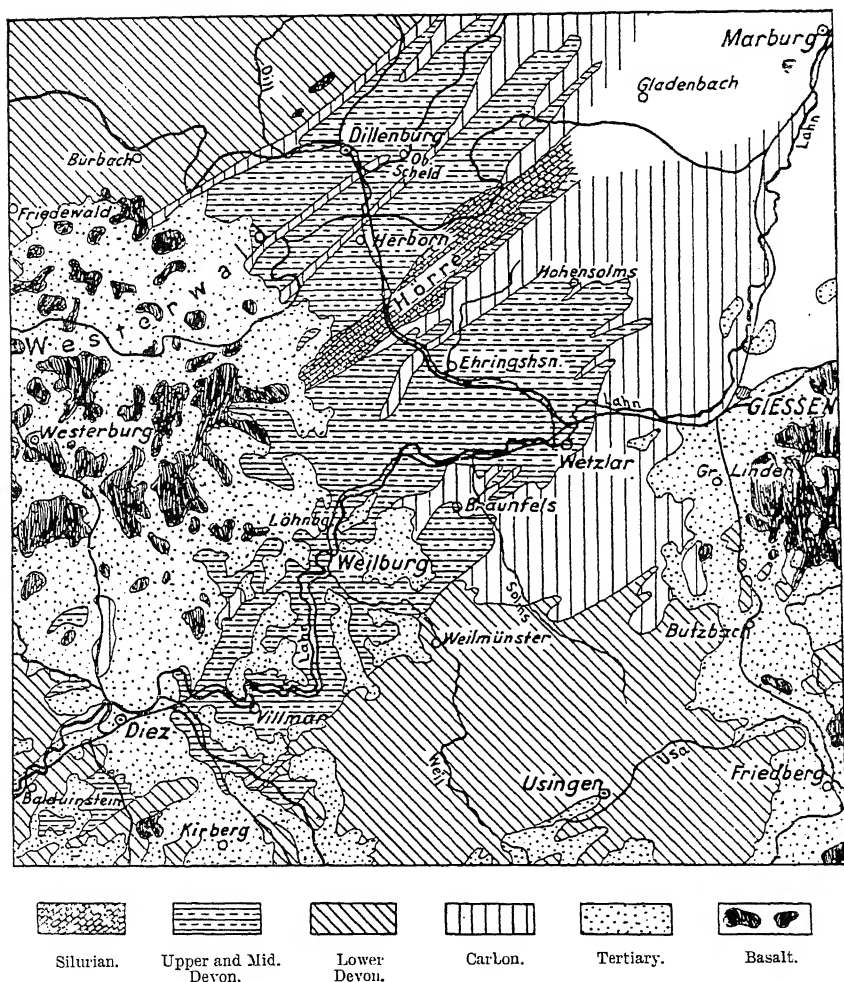 Marburg
Gladenbach
Dill
Lahn
Dillenburg
Ob.
Scheld
Burbach
Friedewald
Herborn
Hörre
Hohensolms
Westerwald
Ehringshsn.
Lahn
GIESSEN
Westerburg
Wetzlar
Gr. Linden
Braunfels
Weilburg
Solms
Butzbach
Weilmünster
Lahn
Villmar
Diez
Weil
Usa
Usingen
Friedberg
Balduinstein
Kirberg
Silurian.
Upper and Mid.
Devon.
Lower
Devon.
Carbon.
Tertiary.
Basalt.